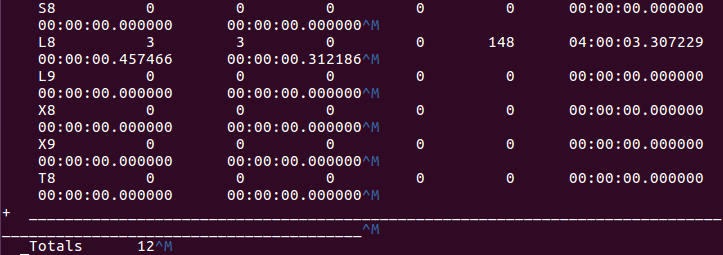 S8 0 0 0 0 0 00:00:00.000000
00:00:00.000000 00:00:00.000000^M
L8 3 3 0 0 148 04:00:03.307229
00:00:00.457466 00:00:00.312186^M
L9 0 0 0 0 0 00:00:00.000000
00:00:00.000000 00:00:00.000000^M
X8 0 0 0 0 0 00:00:00.000000
00:00:00.000000 00:00:00.000000^M
X9 0 0 0 0 0 00:00:00.000000
00:00:00.000000 00:00:00.000000^M
T8 0 0 0 0 0 00:00:00.000000
00:00:00.000000 00:00:00.000000^M
+ _____________________________________________________________________________
________________________________________^M
_Totals 12^M